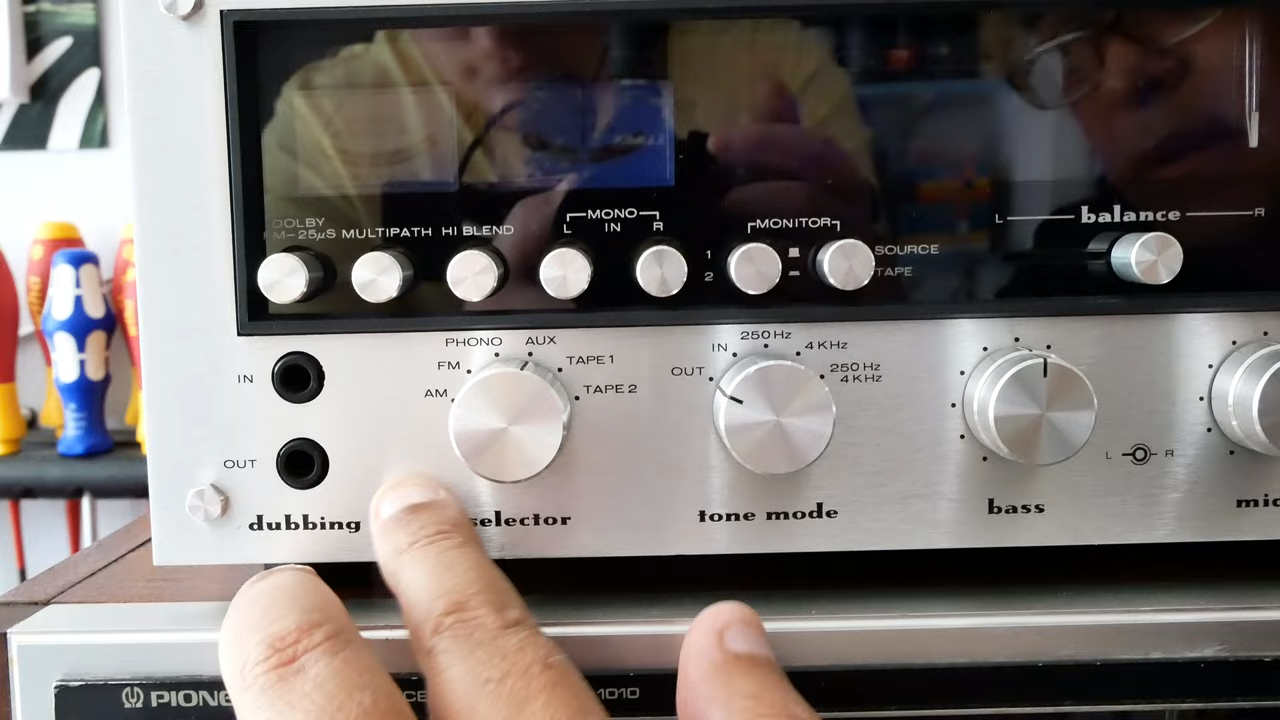 DOLBY
FM-25µS MULTIPATH HI BLEND
MONO
L IN R
MONITOR
1
2
SOURCE
TAPE
L balance R
IN
OUT
dubbing
PHONO AUX
FM TAPE 1
AM TAPE 2
selector
250 Hz
IN 4 KHz
OUT 250 Hz
4 KHz
tone mode
bass
L R
PIONE
1010